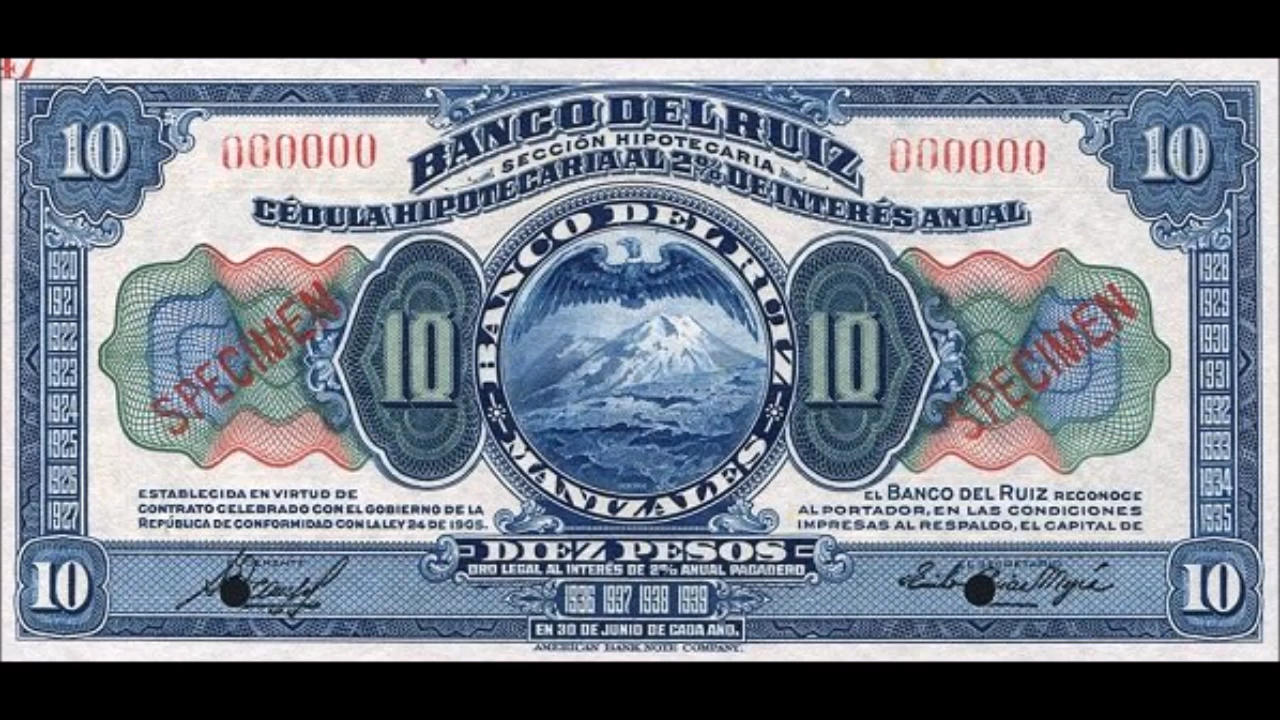 47
10
000000
BANCO DEL RUIZ
SECCIÓN HIPOTECARIA
CÉDULA HIPOTECARIA AL 2% DE INTERÉS ANUAL
000000
10
BANCO DEL RUIZ
MANIZALES
1920
1921
1922
1923
1924
1925
1926
1927
SPECIMEN
10
10
SPECIMEN
1928
1929
1930
1931
1932
1933
1934
1935
ESTABLECIDA EN VIRTUD DE
CONTRATO CELEBRADO CON EL GOBIERNO DE LA
REPÚBLICA DE CONFORMIDAD CON LA LEY 24 DE 1905.
EL BANCO DEL RUIZ RECONOCE
AL PORTADOR, EN LAS CONDICIONES
IMPRESAS AL RESPALDO, EL CAPITAL DE
DIEZ PESOS
ORO LEGAL AL INTERÉS DE 2% ANUAL PAGADERO
1936 1937 1938 1939
EN 30 DE JUNIO DE CADA AÑO.
10
GERENTE
EL SECRETARIO
10
AMERICAN BANK NOTE COMPANY.